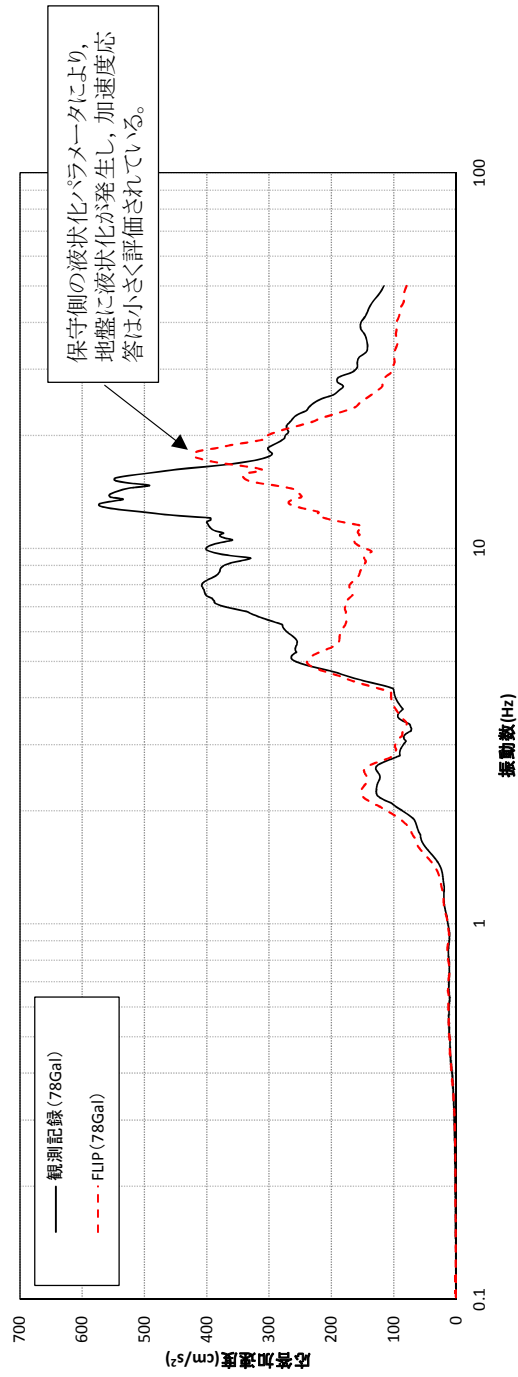 保守側の液状化パラメータにより,
地盤に液状化が発生し,加速度応
答は小さく評価されている。
観測記録(78Gal)
FLIP(78Gal)
応答加速度(cm/s²)
700
600
500
400
300
200
100
0
0.1
1
10
100
振動数(Hz)